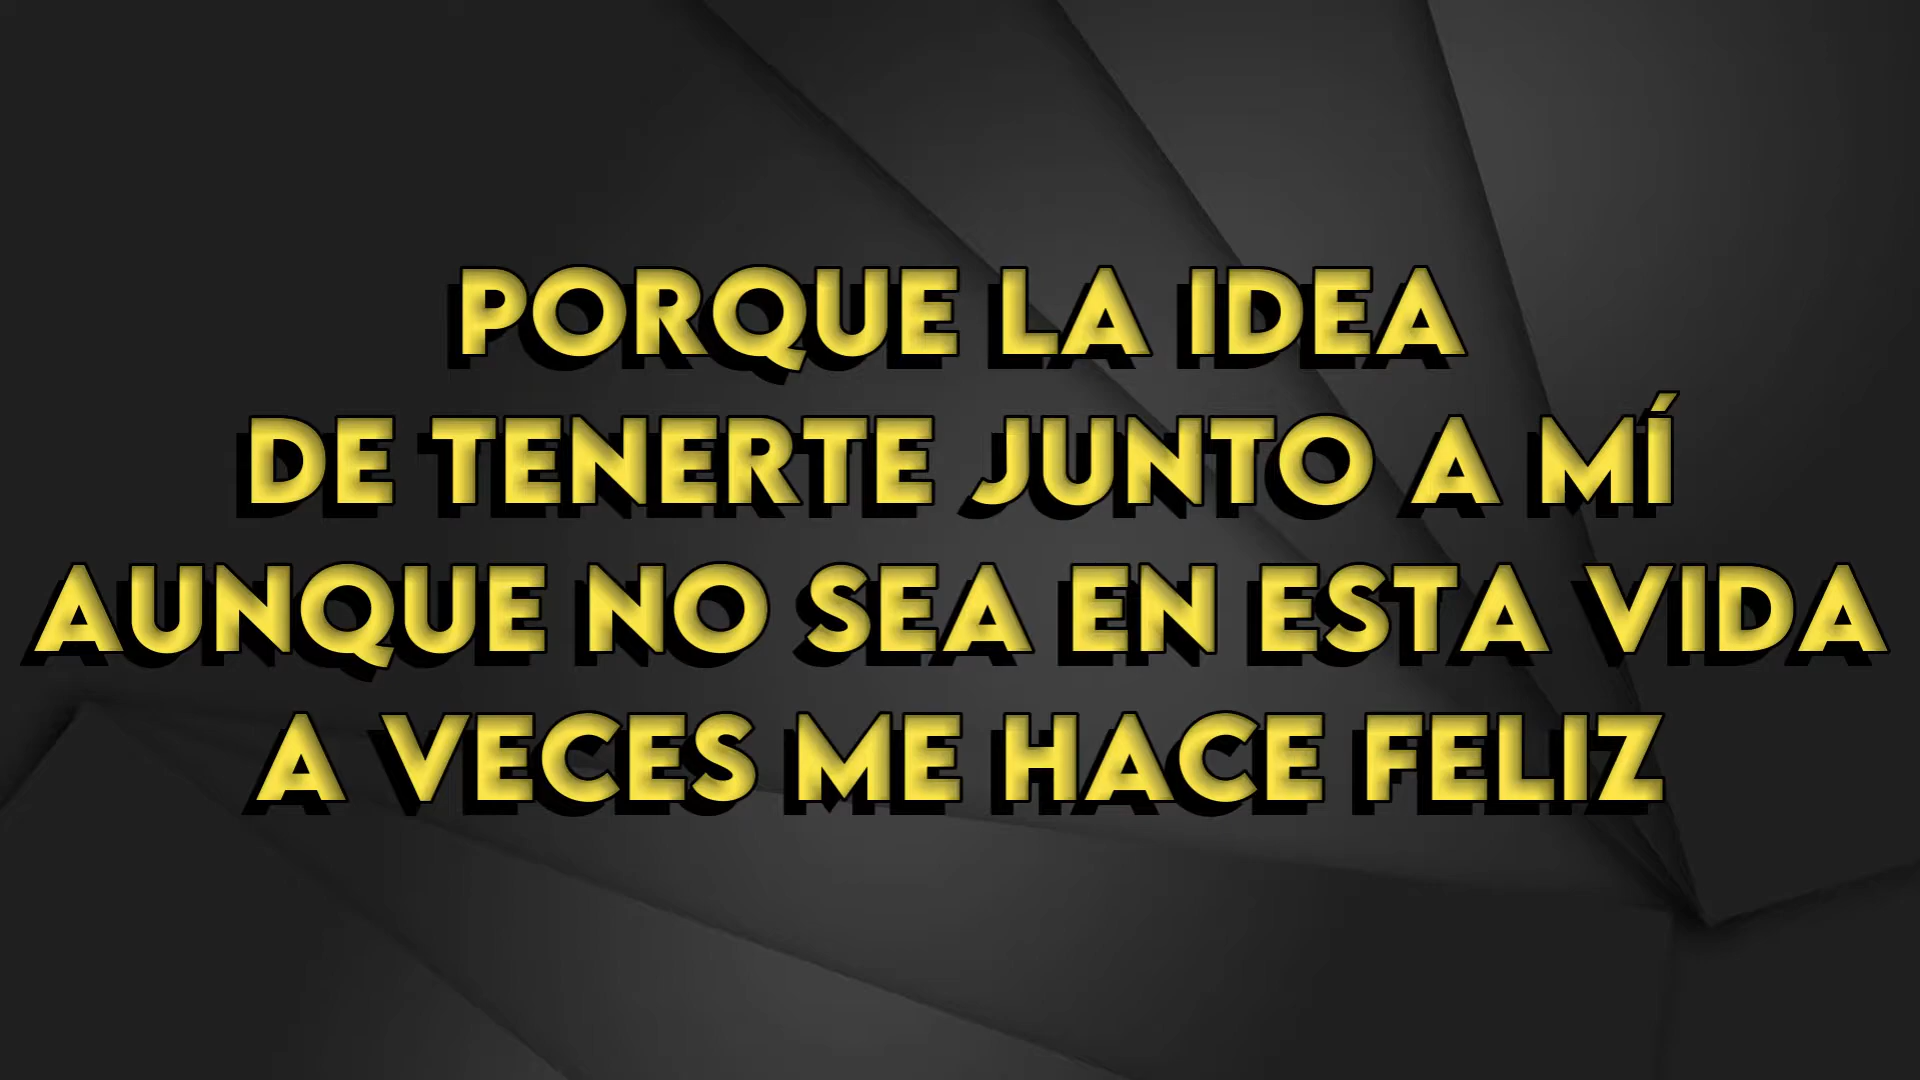 PORQUE LA IDEA
DE TENERTE JUNTO A MÍ
AUNQUE NO SEA EN ESTA VIDA
A VECES ME HACE FELIZ